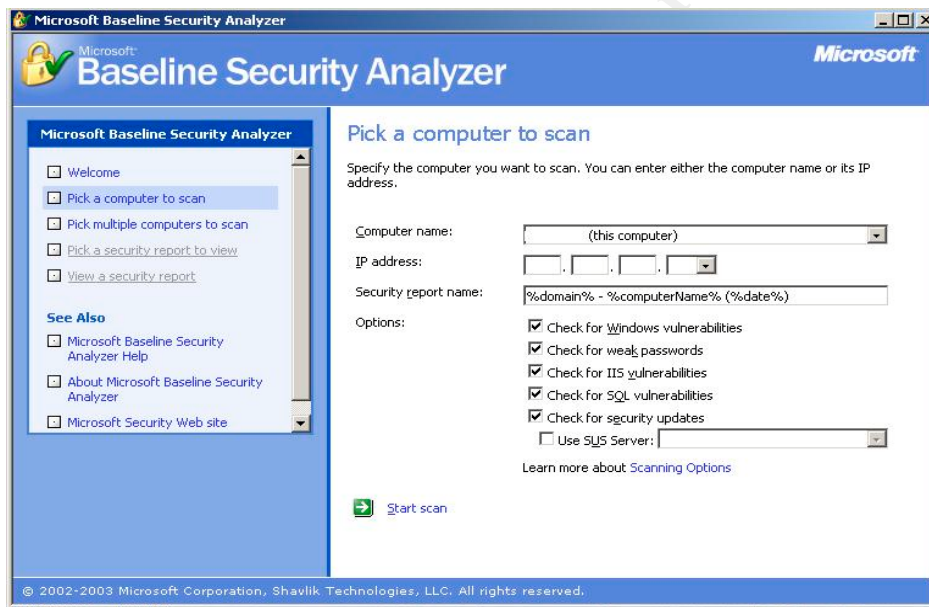 Microsoft Baseline Security Analyzer
Microsoft
Baseline Security Analyzer
Microsoft
Microsoft Baseline Security Analyzer
Welcome
Pick a computer to scan
Pick multiple computers to scan
Pick a security report to view
View a security report
See Also
Microsoft Baseline Security
Analyzer Help
About Microsoft Baseline Security
Analyzer
Microsoft Security Web site
Pick a computer to scan
Specify the computer you want to scan. You can enter either the computer name or its IP
address.
Computer name:
(this computer)
IP address:
. . .
Security report name:
%domain% - %computerName% (%date%)
Options:
Check for Windows vulnerabilities
Check for weak passwords
Check for IIS vulnerabilities
Check for SQL vulnerabilities
Check for security updates
Use SUS Server:
Learn more about Scanning Options
Start scan
© 2002-2003 Microsoft Corporation, Shavlik Technologies, LLC. All rights reserved.